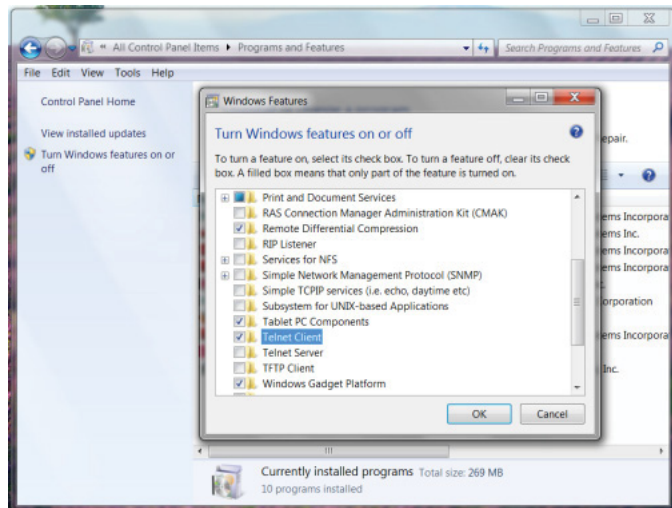 « All Control Panel Items ▸ Programs and Features
Search Programs and Features
File Edit View Tools Help
Control Panel Home
View installed updates
Turn Windows features on or
off
Windows Features
Turn Windows features on or off
To turn a feature on, select its check box. To turn a feature off, clear its check
box. A filled box means that only part of the feature is turned on.
Print and Document Services
RAS Connection Manager Administration Kit (CMAK)
Remote Differential Compression
RIP Listener
Services for NFS
Simple Network Management Protocol (SNMP)
Simple TCPIP services (i.e. echo, daytime etc)
Subsystem for UNIX-based Applications
Tablet PC Components
Telnet Client
Telnet Server
TFTP Client
Windows Gadget Platform
OK Cancel
epair.
ems Incorpora
ems Inc.
ems Incorpora
ems Incorpora
orporation
ems Incorpora
Inc.
Currently installed programs Total size: 269 MB
10 programs installed